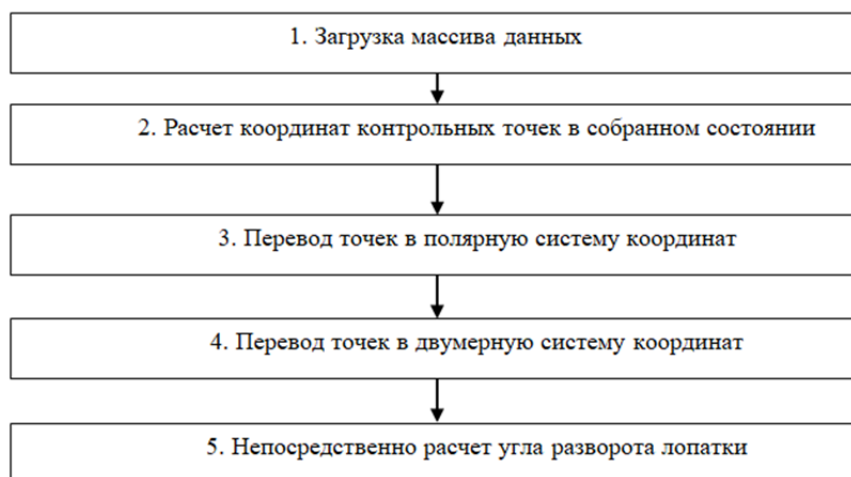 1. Загрузка массива данных
2. Расчет координат контрольных точек в собранном состоянии
3. Перевод точек в полярную систему координат
4. Перевод точек в двумерную систему координат
5. Непосредственно расчет угла разворота лопатки